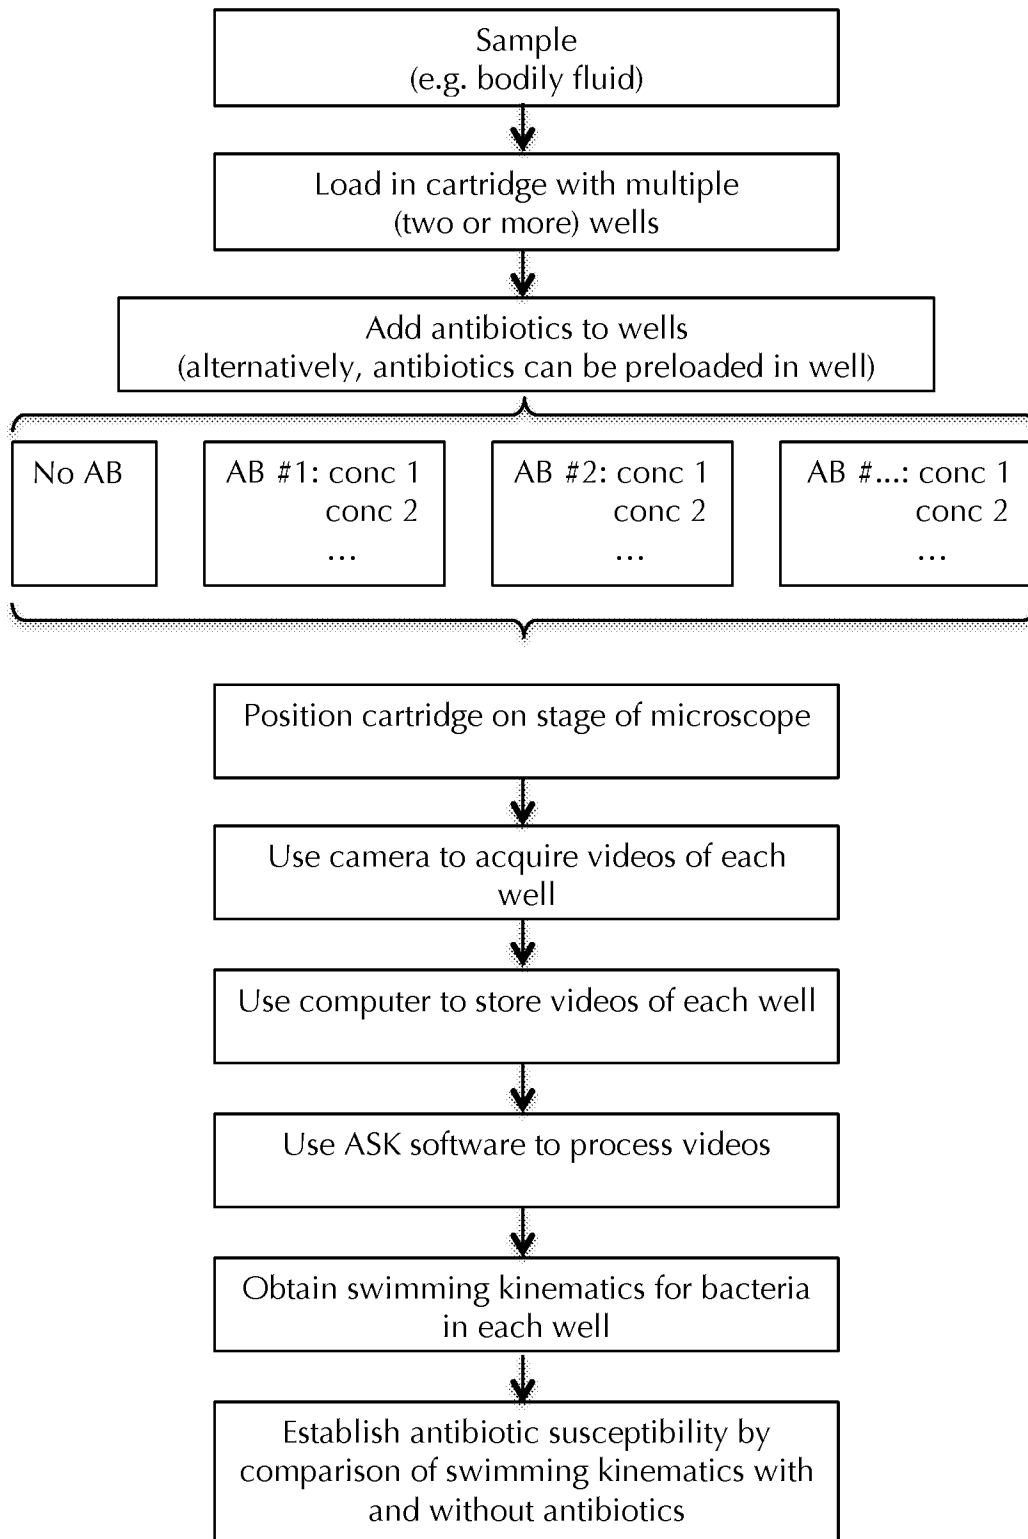 Sample
(e.g. bodily fluid)
Load in cartridge with multiple
(two or more) wells
Add antibiotics to wells
(alternatively, antibiotics can be preloaded in well)
No AB
AB #1: conc 1
conc 2
...
AB #2: conc 1
conc 2
...
AB #...: conc 1
conc 2
...
Position cartridge on stage of microscope
Use camera to acquire videos of each
well
Use computer to store videos of each well
Use ASK software to process videos
Obtain swimming kinematics for bacteria
in each well
Establish antibiotic susceptibility by
comparison of swimming kinematics with
and without antibiotics